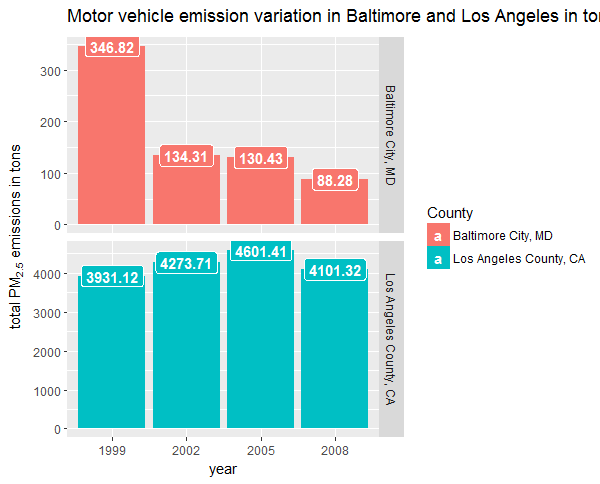 Motor vehicle emission variation in Baltimore and Los Angeles in
346.82
300
200
134.31
130.43
100
88.28
0
Baltimore City, MD
4601.41
4273.71
4101.32
3931.12
4000
3000
2000
1000
0
Los Angeles County, CA
1999 2002 2005 2008
year
total PM2.5 emissions in tons
County
a Baltimore City, MD
a Los Angeles County, CA